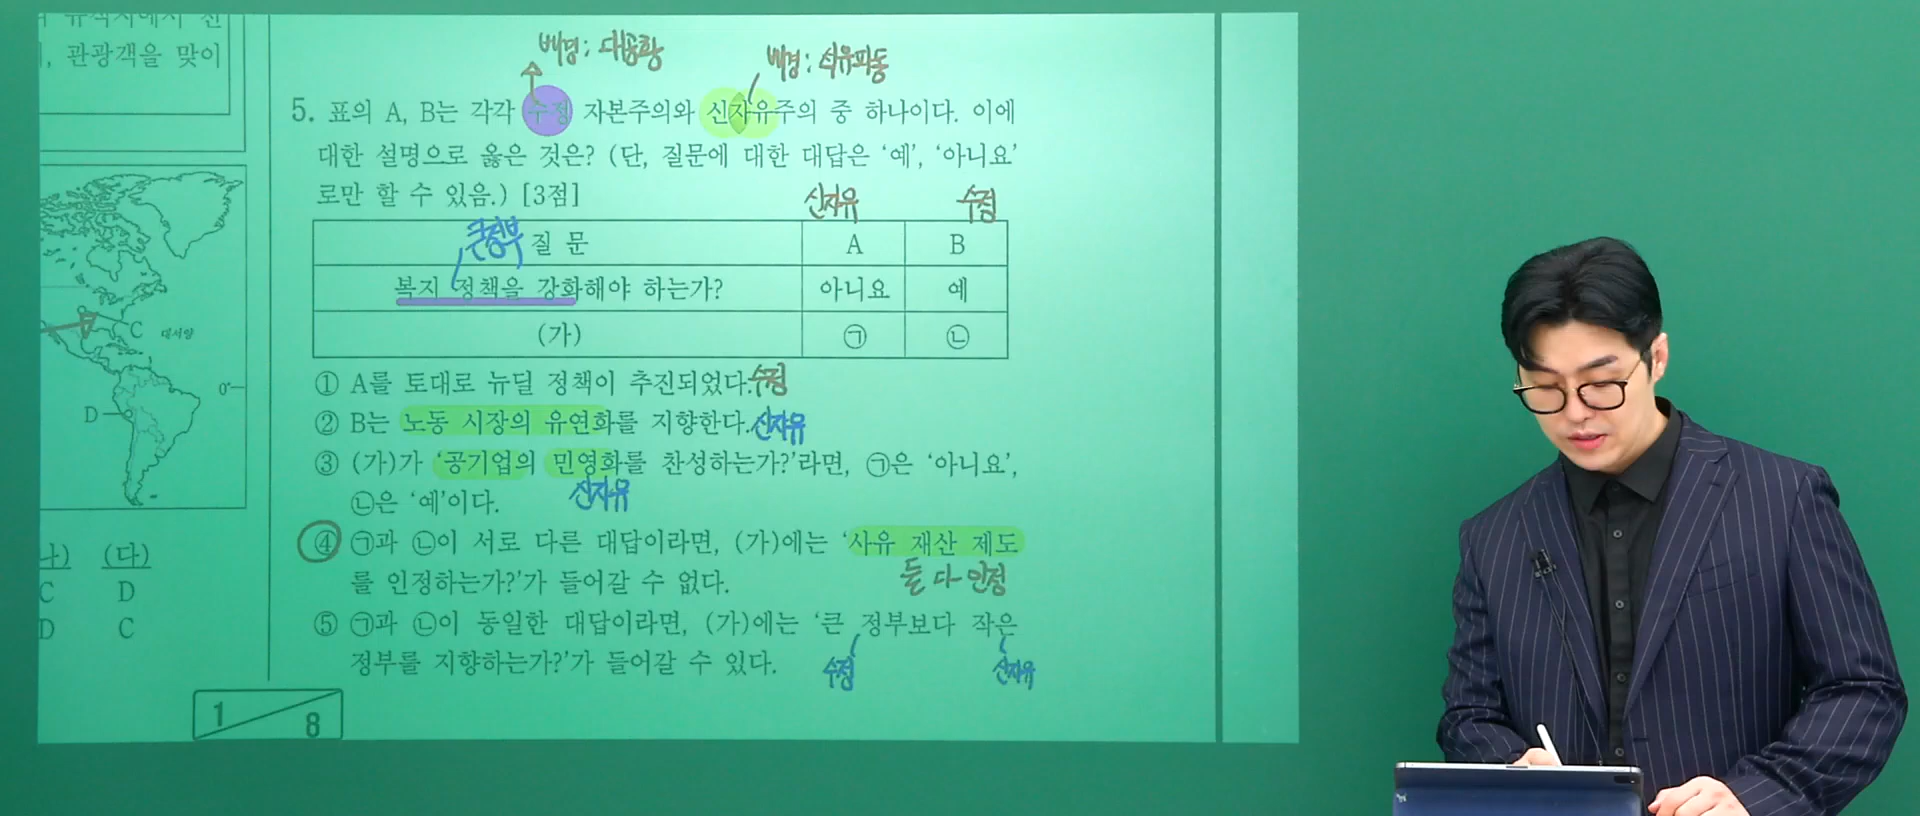 , 관광객을 맞이
C
대서양
0°
D
나) (다)
C D
D C
배경: 대공황
배경: 석유파동
5. 표의 A, B는 각각 수정 자본주의와 신자유주의 중 하나이다. 이에
대한 설명으로 옳은 것은? (단, 질문에 대한 대답은 ‘예’, ‘아니요’
로만 할 수 있음.) [3점]
신자유 수정
큰정부 질 문 A B
복지 정책을 강화해야 하는가? 아니요 예
(가) ㉠ ㉡
① A를 토대로 뉴딜 정책이 추진되었다. 수정
② B는 노동 시장의 유연화를 지향한다. 신자유
③ (가)가 ‘공기업의 민영화를 찬성하는가?’라면, ㉠은 ‘아니요’,
㉡은 ‘예’이다. 신자유
④ ㉠과 ㉡이 서로 다른 대답이라면, (가)에는 ‘사유 재산 제도
를 인정하는가?’가 들어갈 수 없다. 둘 다 인정
⑤ ㉠과 ㉡이 동일한 대답이라면, (가)에는 ‘큰 정부보다 작은
정부를 지향하는가?’가 들어갈 수 있다. 수정 신자유
1 8